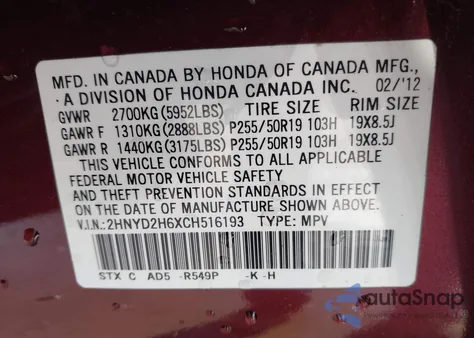 MFD. IN CANADA BY HONDA OF CANADA MFG.,
A DIVISION OF HONDA CANADA INC. 02/'12
GVWR 2700KG(5952LBS) TIRE SIZE RIM SIZE
GAWR F 1310KG(2888LBS) P255/50R19 103H 19X8.5J
GAWR R 1440KG(3175LBS) P255/50R19 103H 19X8.5J
THIS VEHICLE CONFORMS TO ALL APPLICABLE
FEDERAL MOTOR VEHICLE SAFETY
AND THEFT PREVENTION STANDARDS IN EFFECT
ON THE DATE OF MANUFACTURE SHOWN ABOVE.
V.I.N.:2HNYD2H6XCH516193 TYPE: MPV
STX C AD5 -R549P -K-H
autoSnap